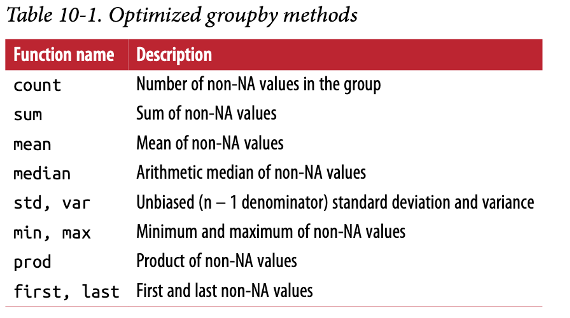 Table 10-1. Optimized groupby methods
Function name Description
count Number of non-NA values in the group
sum Sum of non-NA values
mean Mean of non-NA values
median Arithmetic median of non-NA values
std, var Unbiased (n − 1 denominator) standard deviation and variance
min, max Minimum and maximum of non-NA values
prod Product of non-NA values
first, last First and last non-NA values